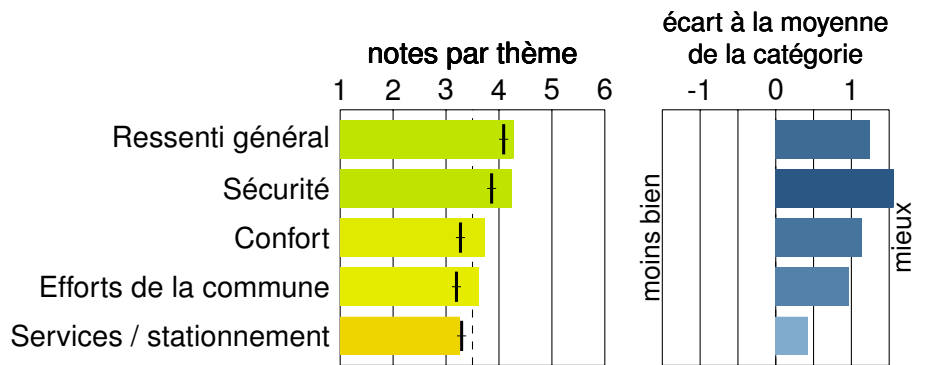 notes par thème
1 2 3 4 5 6
écart à la moyenne
de la catégorie
-1 0 1
Ressenti général
Sécurité
Confort
Efforts de la commune
Services / stationnement
moins bien
mieux